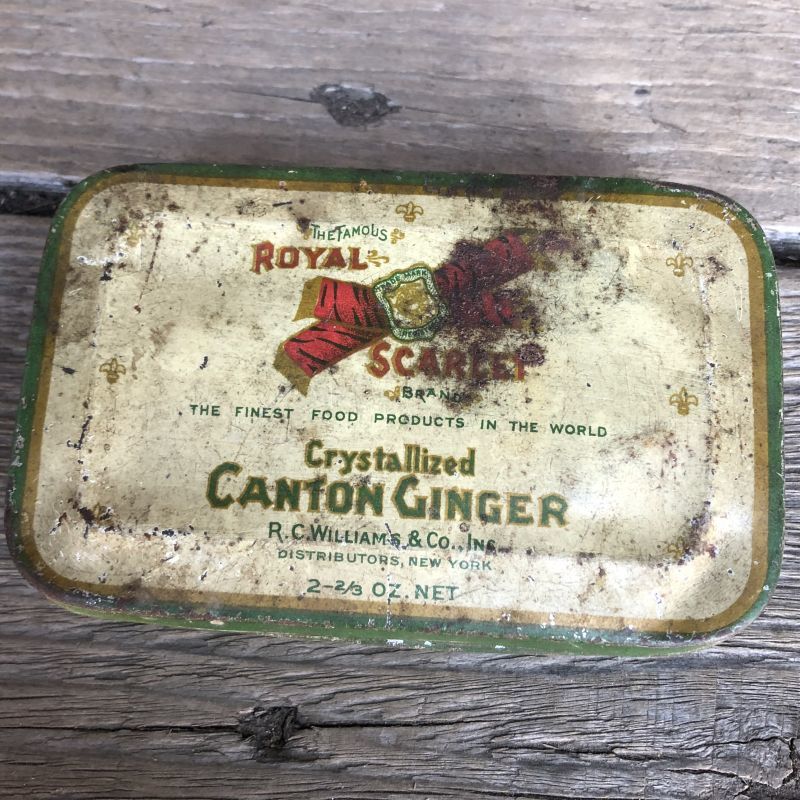 The Famous
ROYAL
SCARLET
BRAND
THE FINEST FOOD PRODUCTS IN THE WORLD
Crystallized
CANTON GINGER
R.C. WILLIAMS & Co., Inc.
DISTRIBUTORS, NEW YORK
2-2/3 OZ. NET